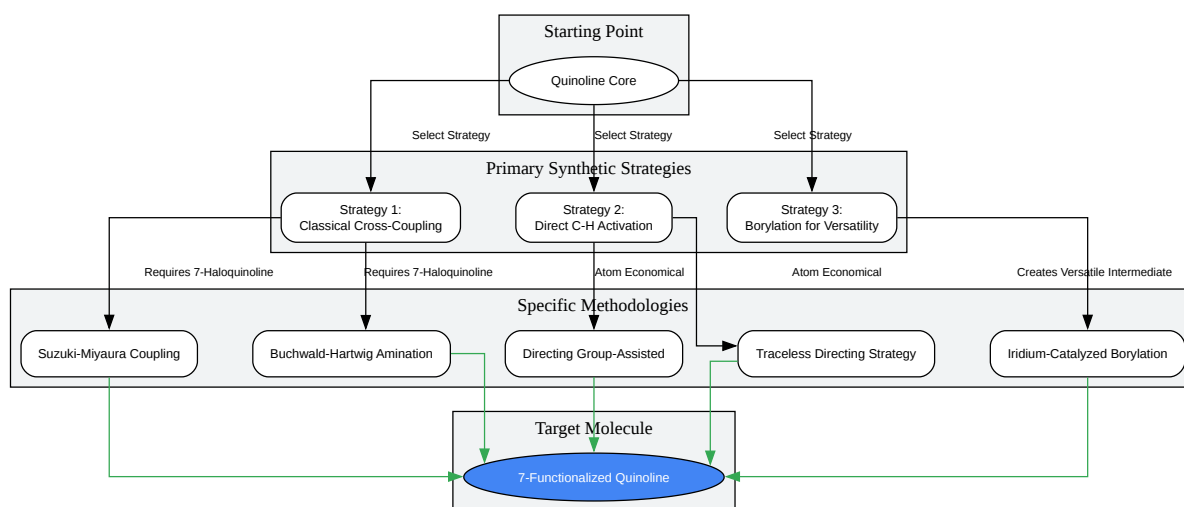 Starting Point
Quinoline Core
Select Strategy
Select Strategy
Select Strategy
Primary Synthetic Strategies
Strategy 1:
Classical Cross-Coupling
Strategy 2:
Direct C-H Activation
Strategy 3:
Borylation for Versatility
Requires 7-Haloquinoline
Requires 7-Haloquinoline
Atom Economical
Atom Economical
Creates Versatile Intermediate
Specific Methodologies
Suzuki-Miyaura Coupling
Buchwald-Hartwig Amination
Directing Group-Assisted
Traceless Directing Strategy
Iridium-Catalyzed Borylation
Target Molecule
7-Functionalized Quinoline